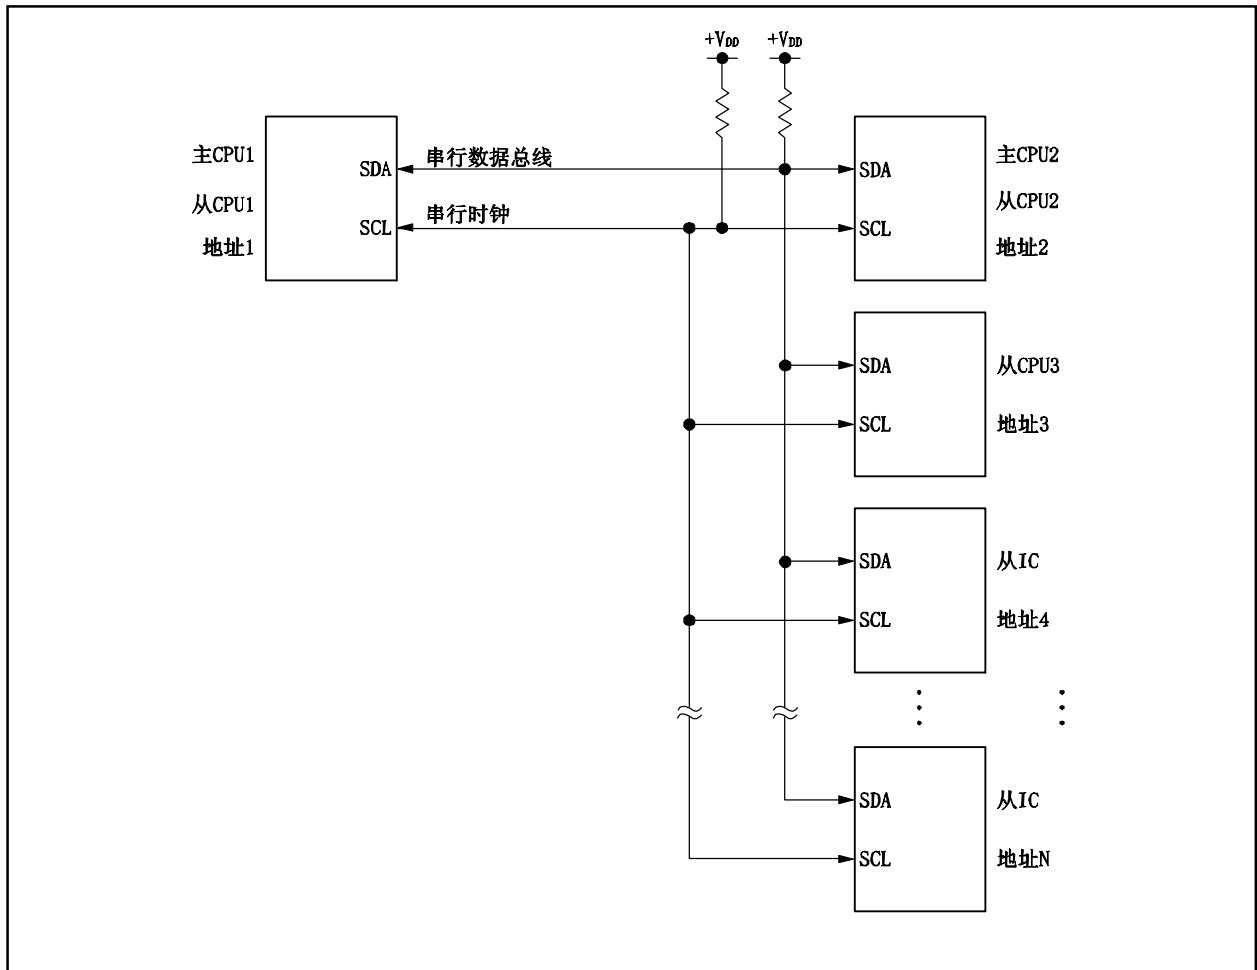 +VDD
+VDD
主CPU1
从CPU1
地址1
SDA
SCL
串行数据总线
串行时钟
SDA
SCL
主CPU2
从CPU2
地址2
SDA
SCL
从CPU3
地址3
SDA
SCL
从IC
地址4
SDA
SCL
从IC
地址N